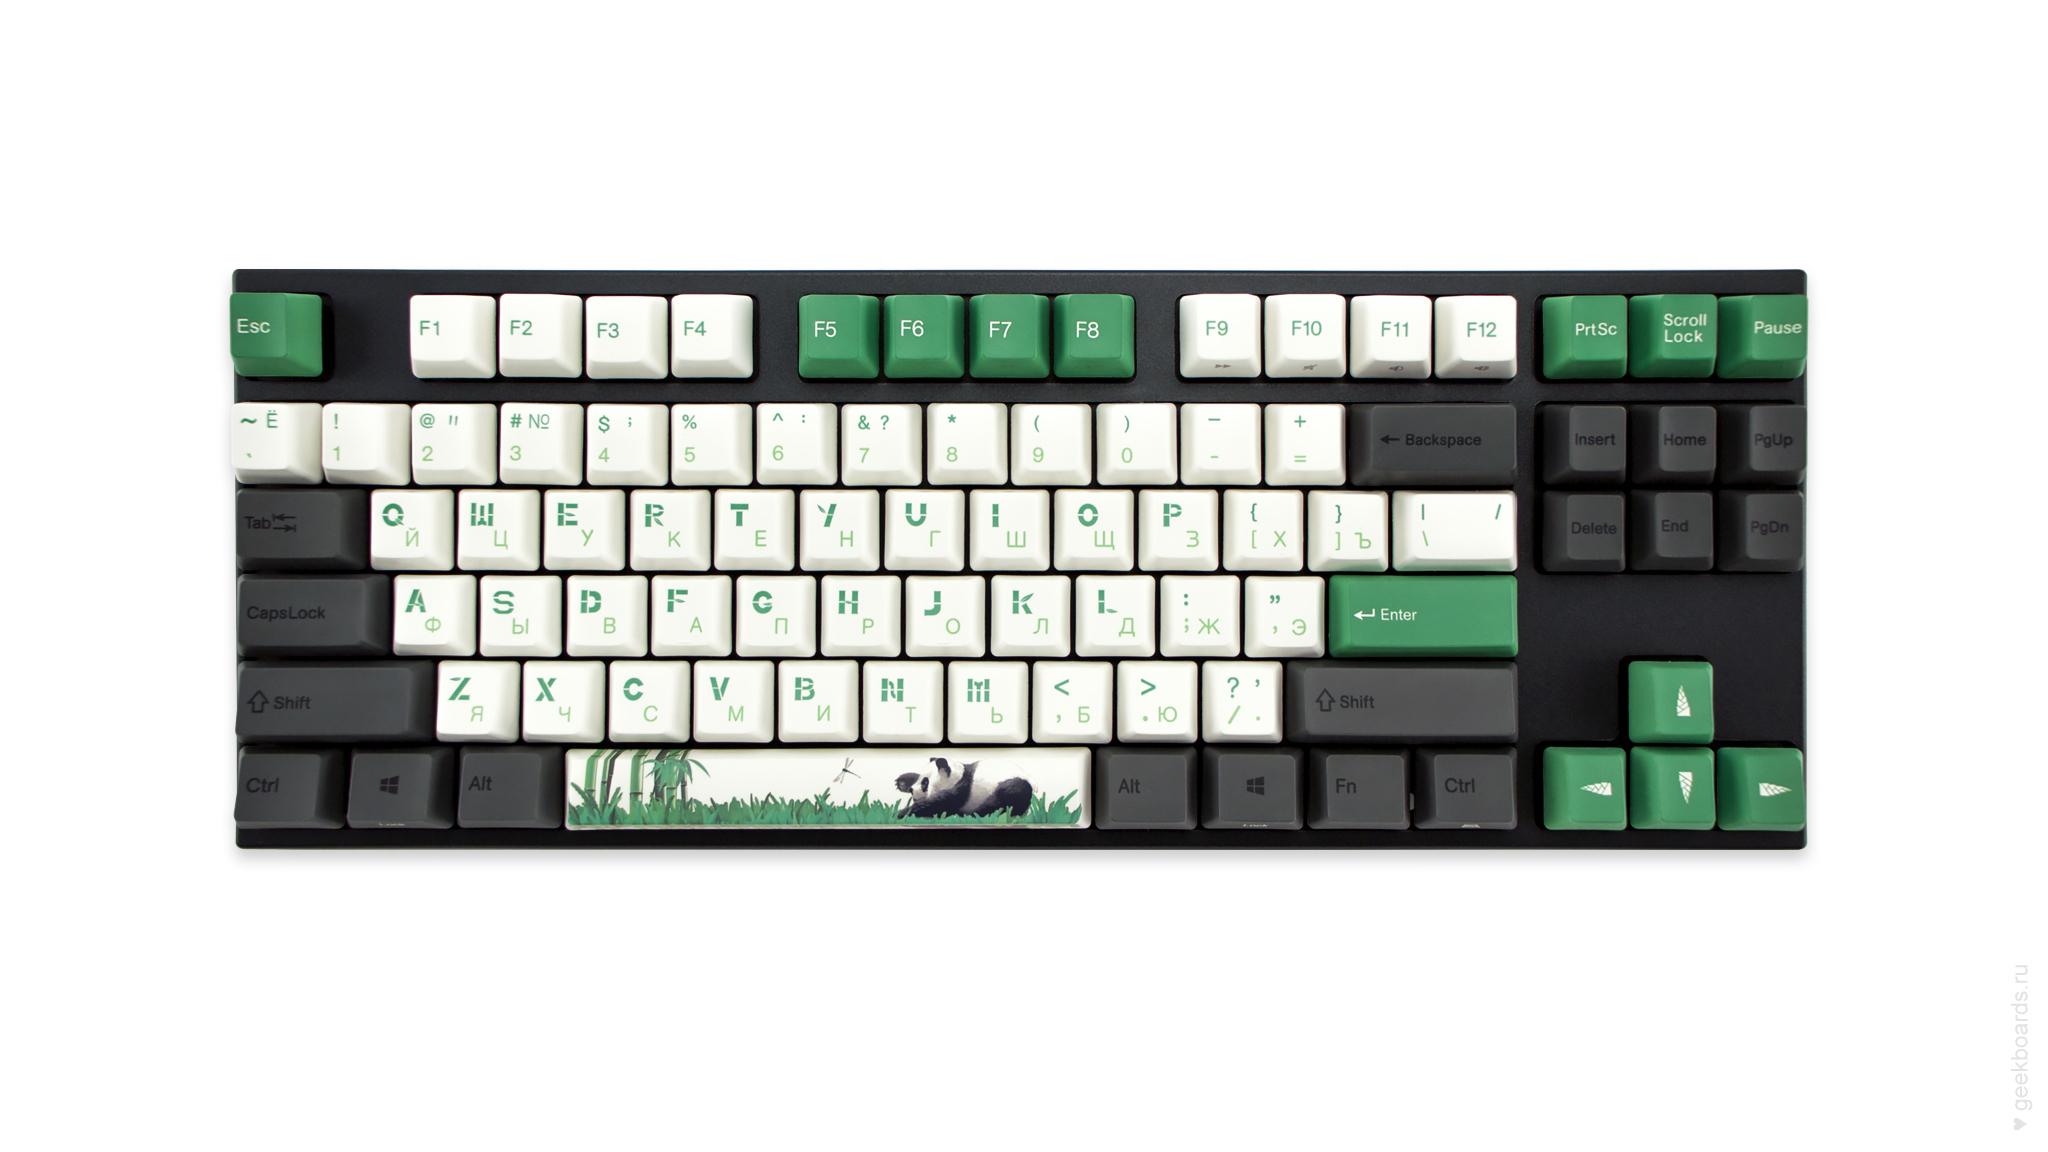 Esc F1 F2 F3 F4 F5 F6 F7 F8 F9 F10 F11 F12 PrtSc Scroll Lock Pause
~ Ё ! @ " # № $ ; % ^ : & ? * ( ) – +
` 1 2 3 4 5 6 7 8 9 0 - = ← Backspace Insert Home PgUp
Tab Q W E R T Y U I O P { } | /
Й Ц У К Е Н Г Ш Щ З [ Х ] Ъ \ Delete End PgDn
CapsLock A S D F G H J K L : " Enter
Ф Ы В А П Р О Л Д ; Ж , Э
Shift Z X C V B N M < > ? , Shift
Я Ч С М И Т Ь , Б . Ю / .
Ctrl Alt Alt Fn Ctrl
Lock
♥ geekboards.ru